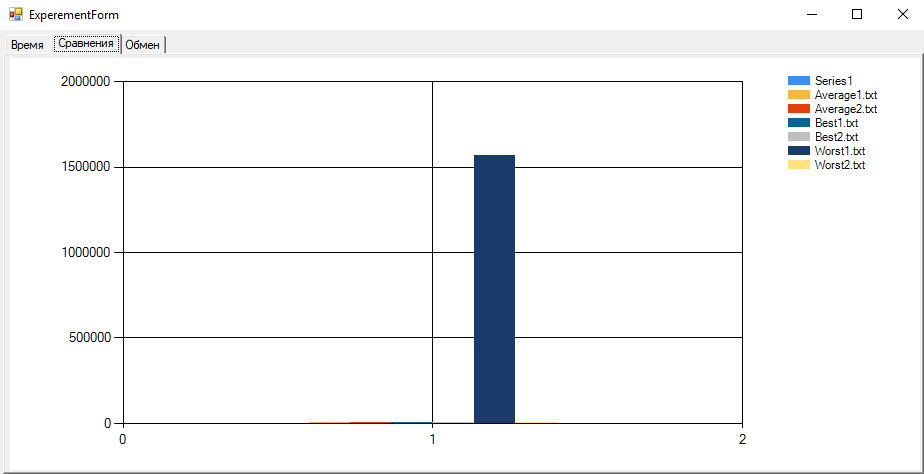 ExperementForm
Время Сравнения Обмен
2000000
1500000
1000000
500000
0
0 1 2
Series1
Average1.txt
Average2.txt
Best1.txt
Best2.txt
Worst1.txt
Worst2.txt